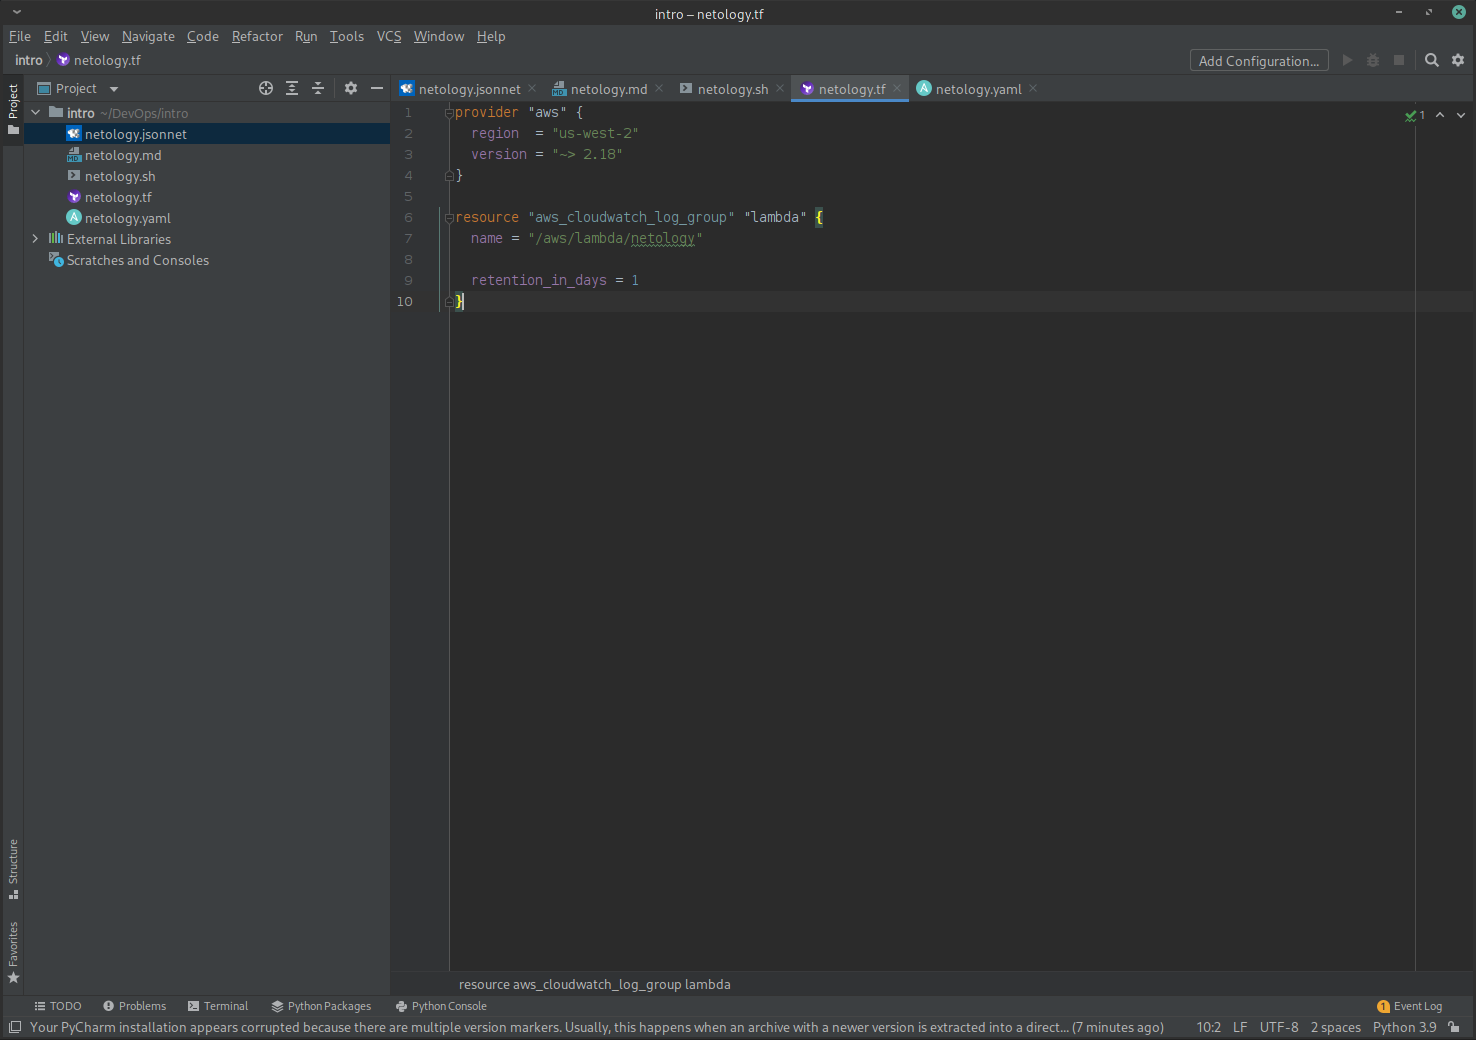 intro – netology.tf
File Edit View Navigate Code Refactor Run Tools VCS Window Help
intro netology.tf
Add Configuration...
Project
Project
netology.jsonnet netology.md netology.sh netology.tf netology.yaml
intro ~/DevOps/intro
netology.jsonnet
netology.md
netology.sh
netology.tf
netology.yaml
External Libraries
Scratches and Consoles
1 provider "aws" {
2 region = "us-west-2"
3 version = "~> 2.18"
4 }
5
6 resource "aws_cloudwatch_log_group" "lambda" {
7 name = "/aws/lambda/netology"
8
9 retention_in_days = 1
10 }
1
Structure
Favorites
resource aws_cloudwatch_log_group lambda
TODO Problems Terminal Python Packages Python Console 1 Event Log
Your PyCharm installation appears corrupted because there are multiple version markers. Usually, this happens when an archive with a newer version is extracted into a direct... (7 minutes ago) 10:2 LF UTF-8 2 spaces Python 3.9